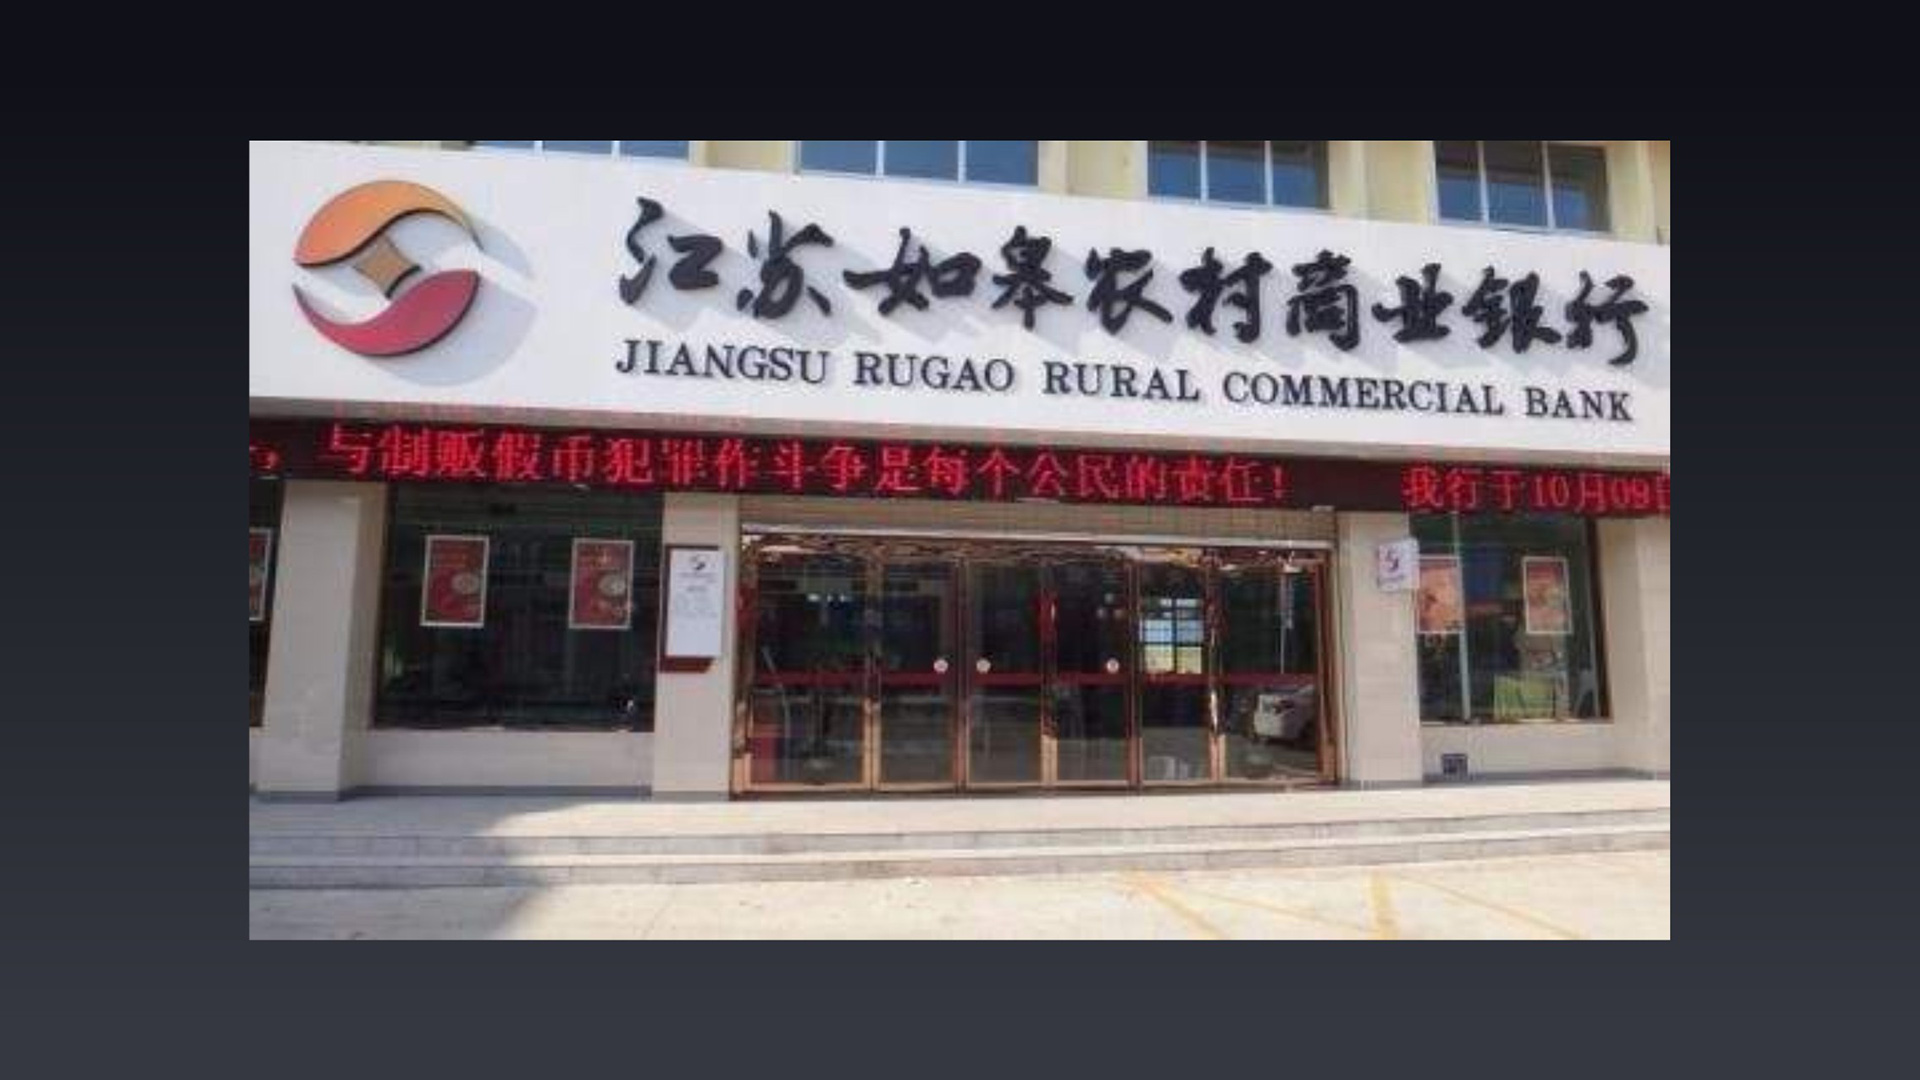 江苏如皋农村商业银行
JIANGSU RUGAO RURAL COMMERCIAL BANK
与制贩假币犯罪作斗争是每个公民的责任! 我行于10月09日